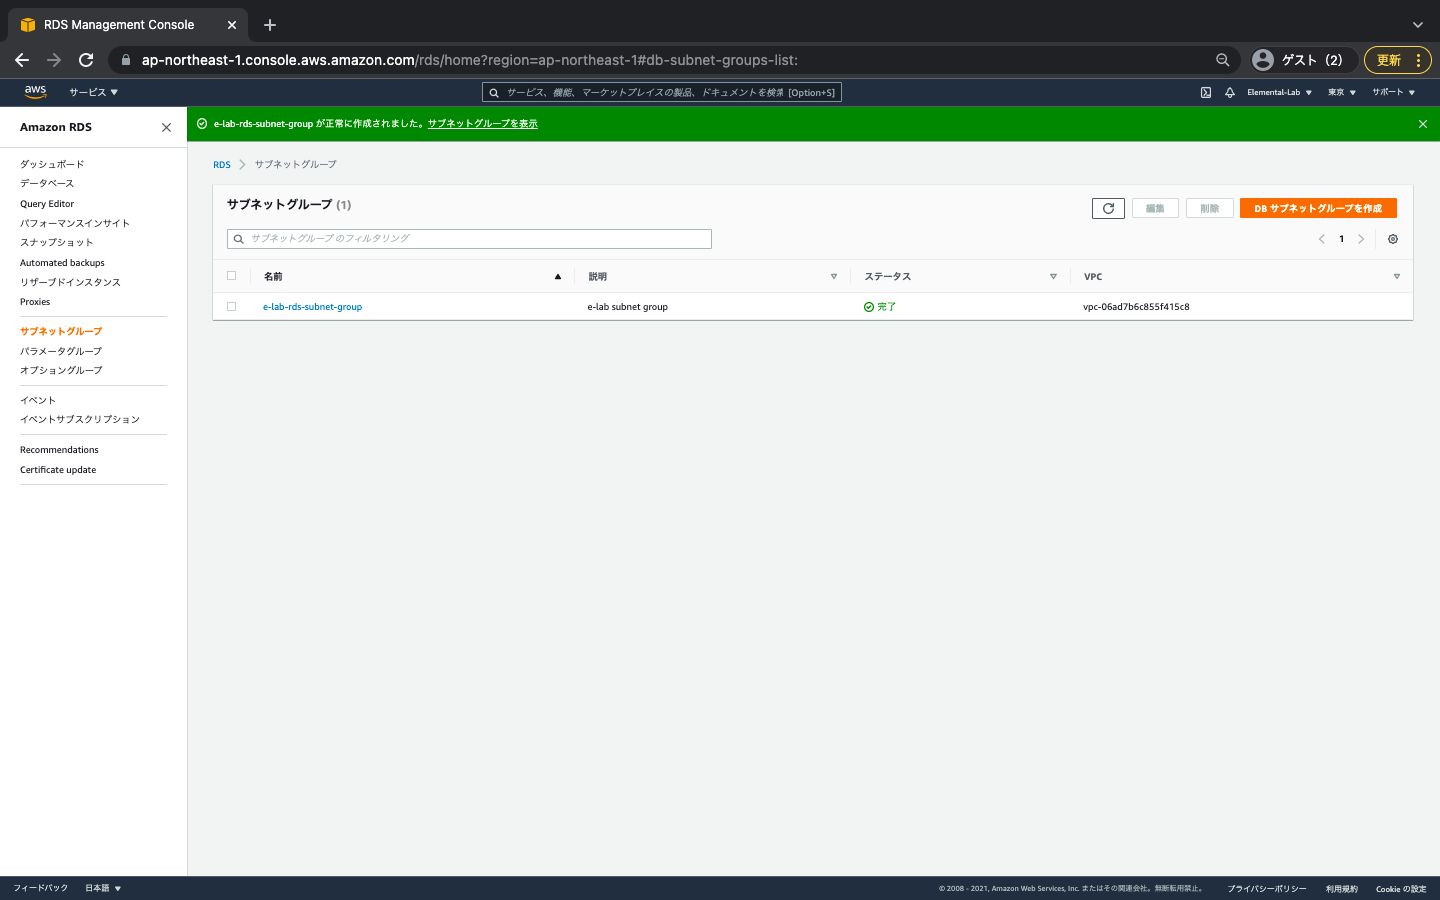 RDS Management Console
ap-northeast-1.console.aws.amazon.com/rds/home?region=ap-northeast-1#db-subnet-groups-list:
ゲスト (2)
更新
aws
サービス
サービス、機能、マーケットプレイスの製品、ドキュメントを検索 [Option+S]
Elemental-Lab
東京
サポート
Amazon RDS
ダッシュボード
データベース
Query Editor
パフォーマンスインサイト
スナップショット
Automated backups
リザーブドインスタンス
Proxies
サブネットグループ
パラメータグループ
オプショングループ
イベント
イベントサブスクリプション
Recommendations
Certificate update
e-lab-rds-subnet-group が正常に作成されました。サブネットグループを表示
RDS
サブネットグループ
サブネットグループ (1)
編集
削除
DB サブネットグループを作成
サブネットグループ のフィルタリング
1
名前
説明
ステータス
VPC
e-lab-rds-subnet-group
e-lab subnet group
完了
vpc-06ad7b6c855f415c8
フィードバック
日本語
© 2008 - 2021, Amazon Web Services, Inc. またはその関連会社。無断転用禁止。
プライバシーポリシー
利用規約
Cookie の設定